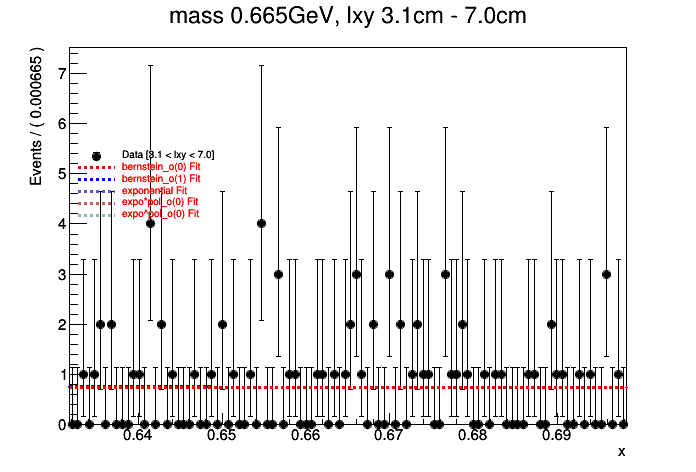 mass 0.665GeV, lxy 3.1cm - 7.0cm
Events / ( 0.000665 )
7
6
5
4
3
2
1
0
Data [3.1 < lxy < 7.0]
bernstein_o(0) Fit
bernstein_o(1) Fit
exponential Fit
expo*pol_o(0) Fit
expo*pol_o(0) Fit
0.64 0.65 0.66 0.67 0.68 0.69
x